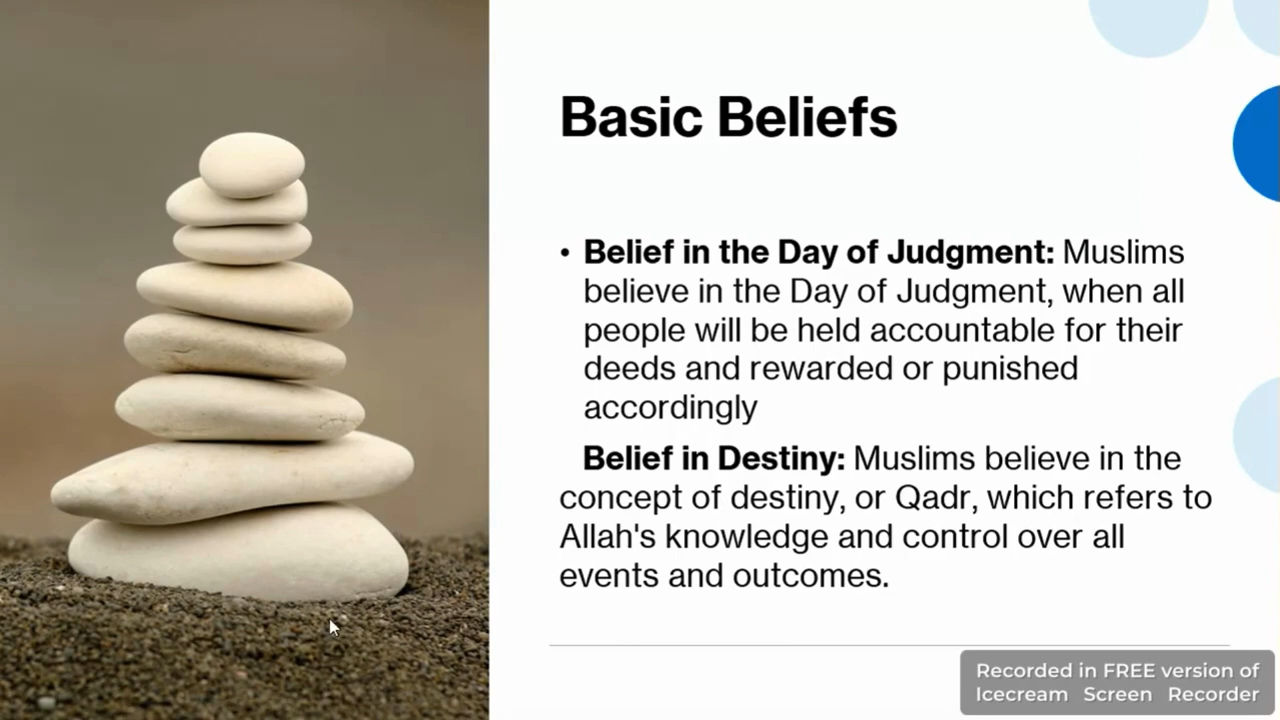 Basic Beliefs
• Belief in the Day of Judgment: Muslims
believe in the Day of Judgment, when all
people will be held accountable for their
deeds and rewarded or punished
accordingly
Belief in Destiny: Muslims believe in the
concept of destiny, or Qadr, which refers to
Allah's knowledge and control over all
events and outcomes.
Recorded in FREE version of
Icecream Screen Recorder